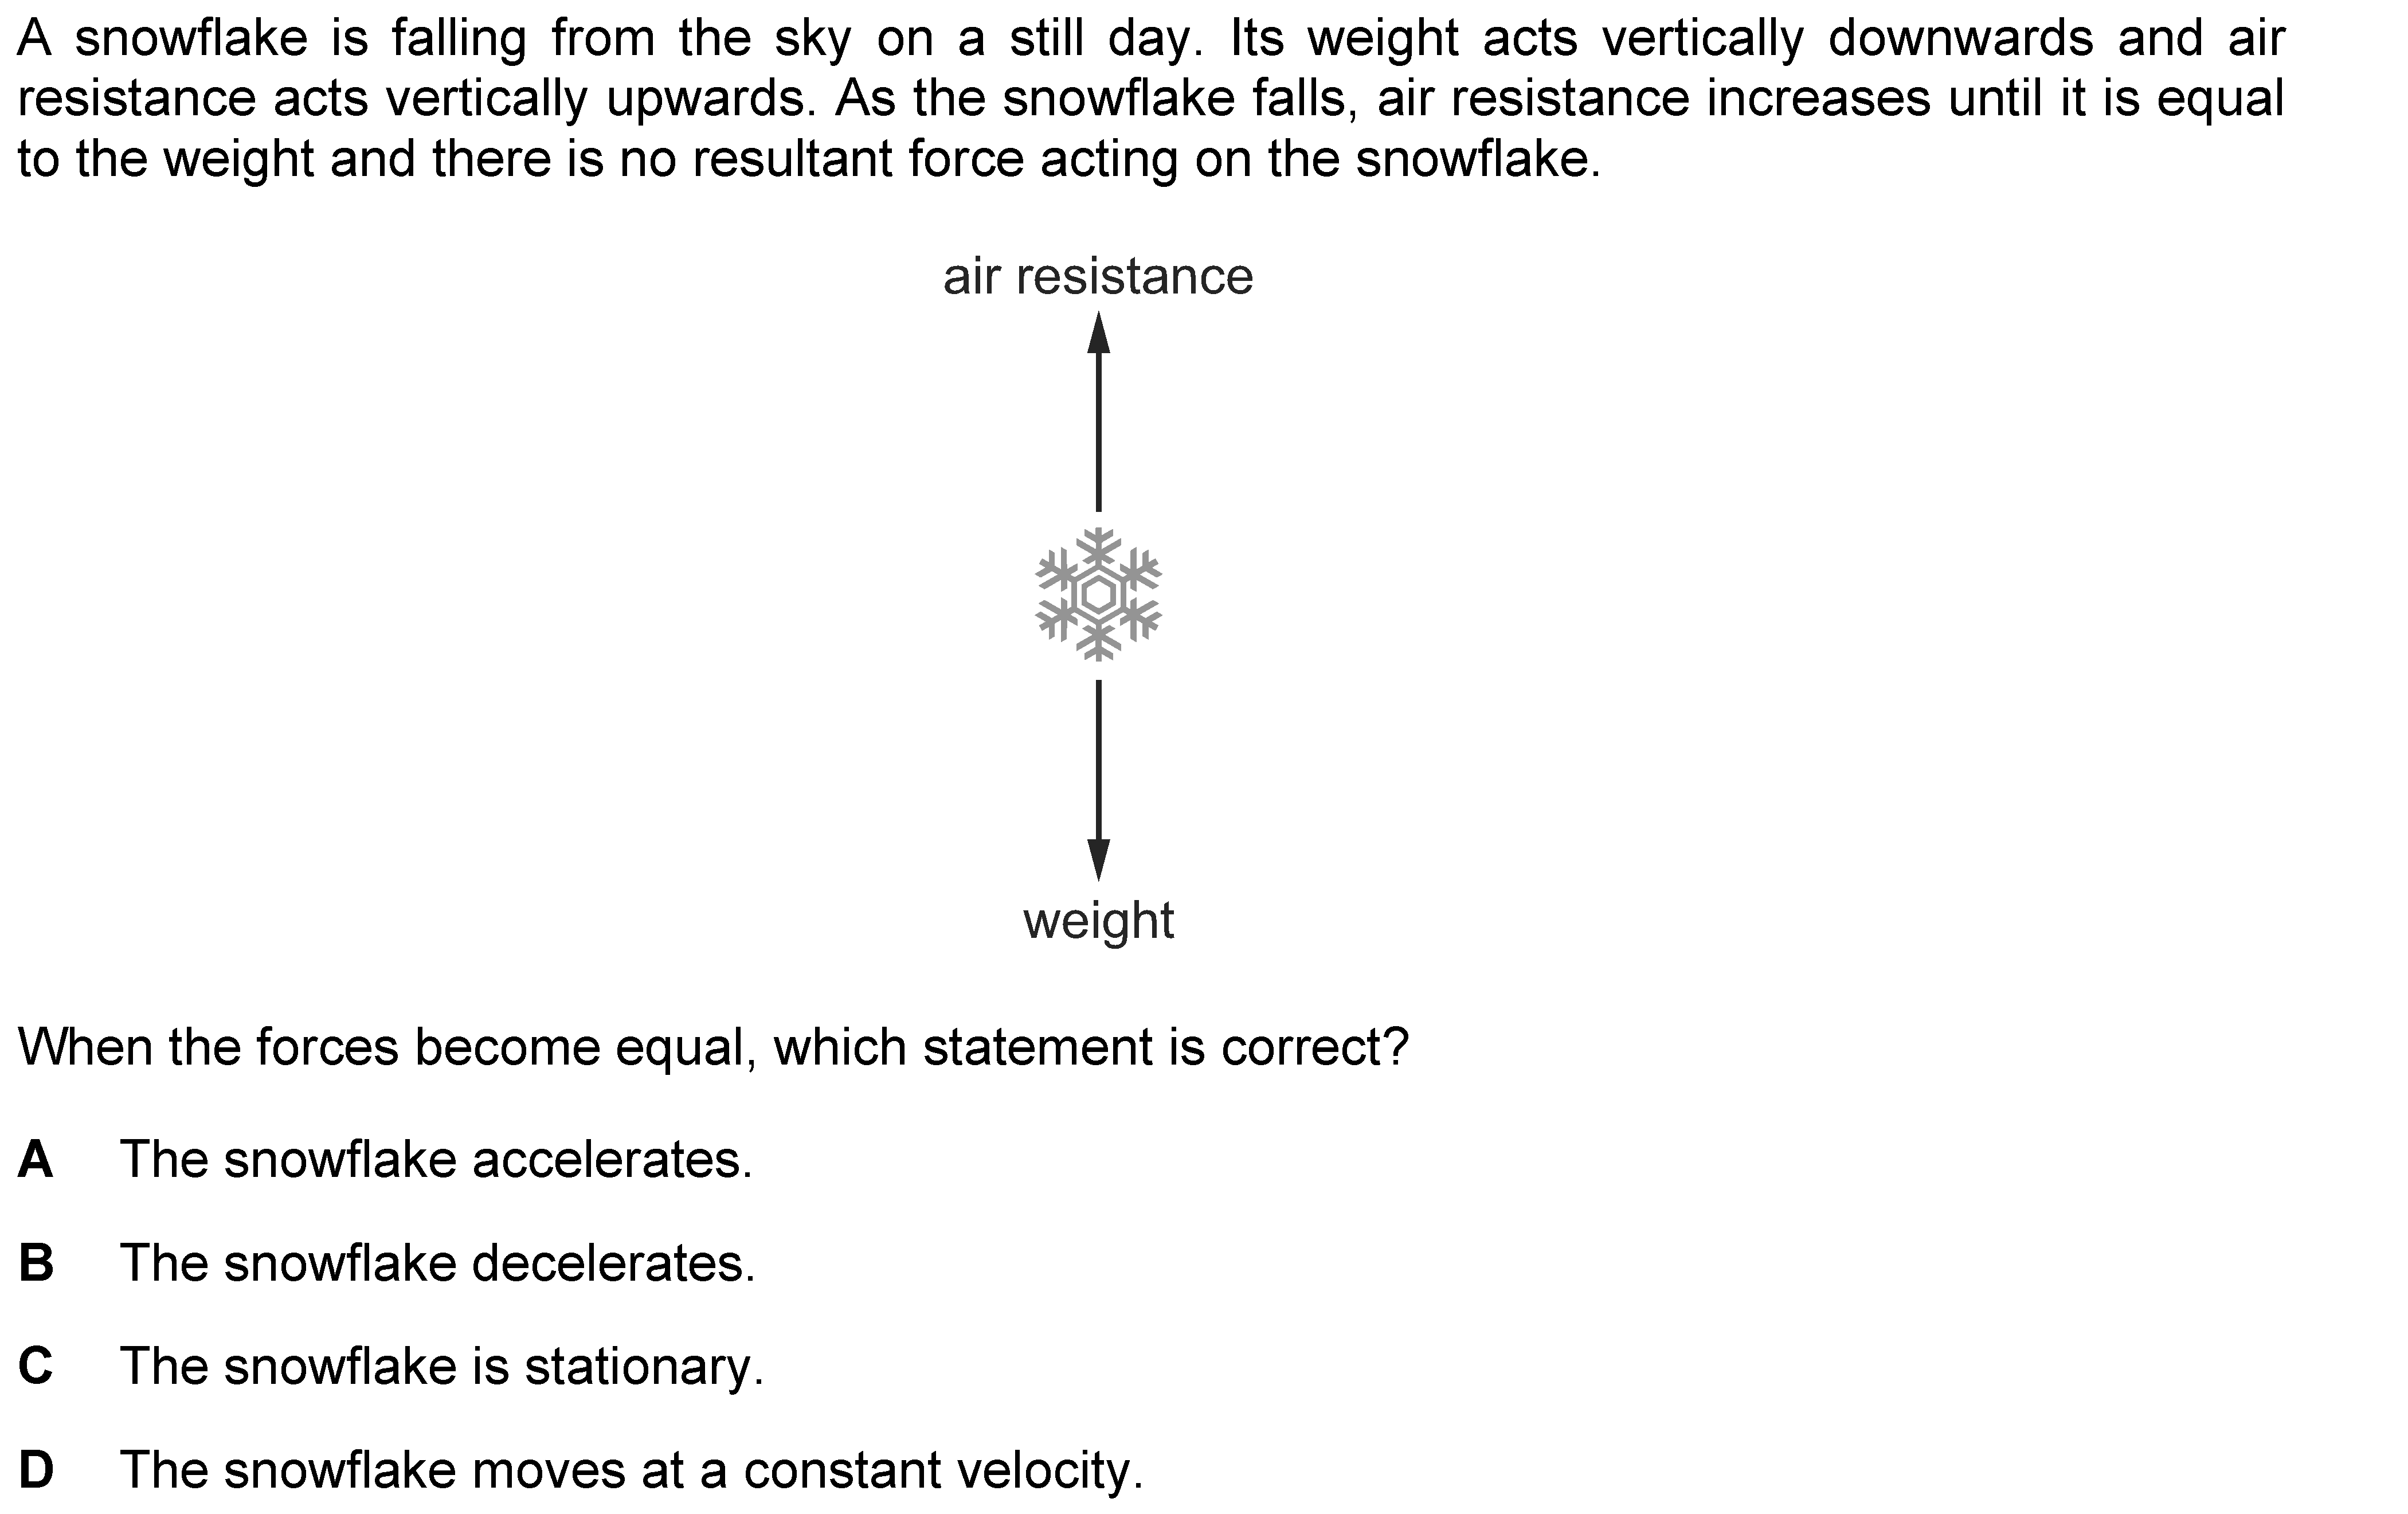 A snowflake is falling from the sky on a still day. Its weight acts vertically downwards and air
resistance acts vertically upwards. As the snowflake falls, air resistance increases until it is equal
to the weight and there is no resultant force acting on the snowflake.
air resistance
weight
When the forces become equal, which statement is correct?
A The snowflake accelerates.
B The snowflake decelerates.
C The snowflake is stationary.
D The snowflake moves at a constant velocity.